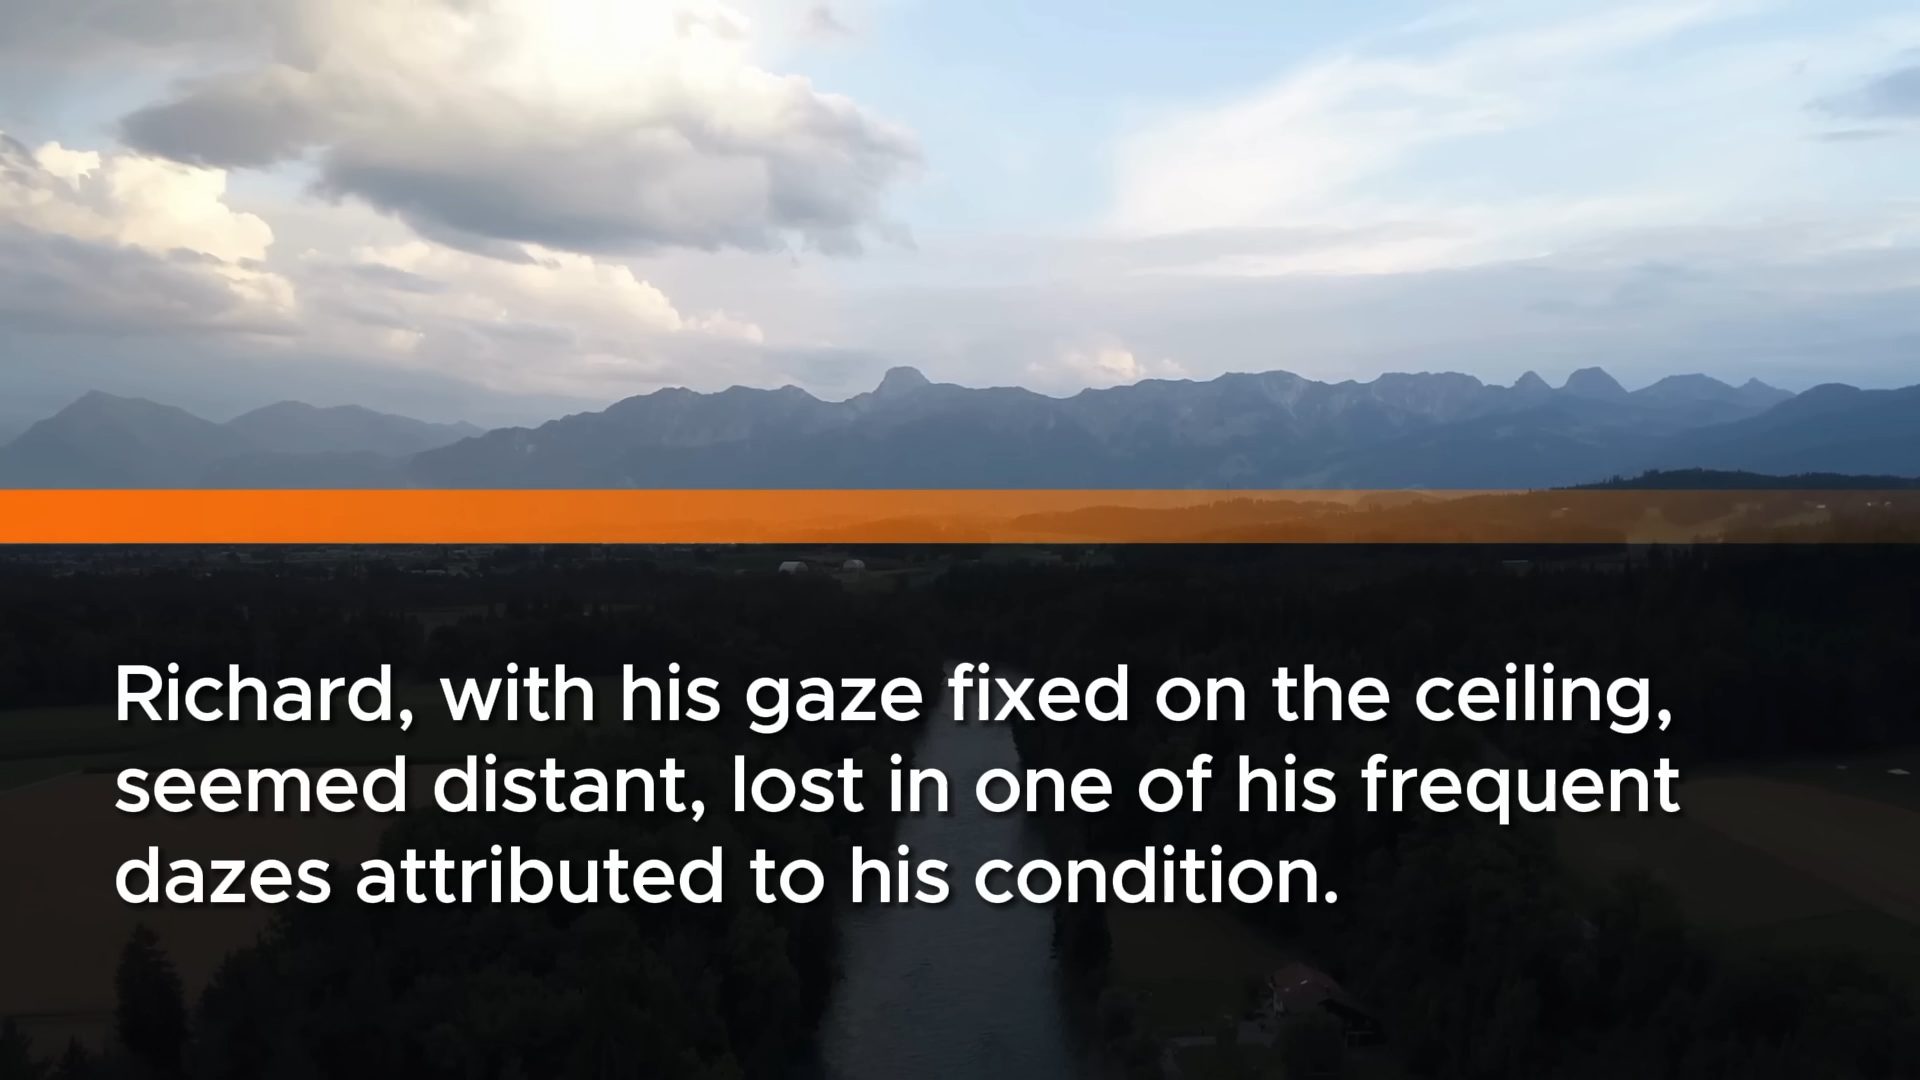 Richard, with his gaze fixed on the ceiling,
seemed distant, lost in one of his frequent
dazes attributed to his condition.